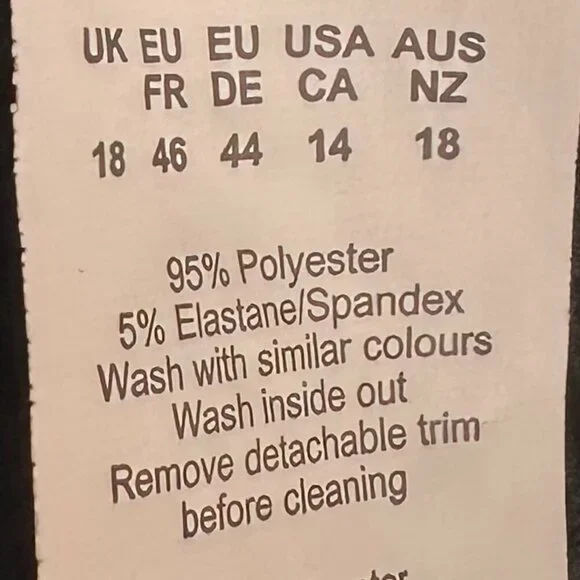 UK EU EU USA AUS
FR DE CA NZ
18 46 44 14 18
95% Polyester
5% Elastane/Spandex
Wash with similar colours
Wash inside out
Remove detachable trim
before cleaning